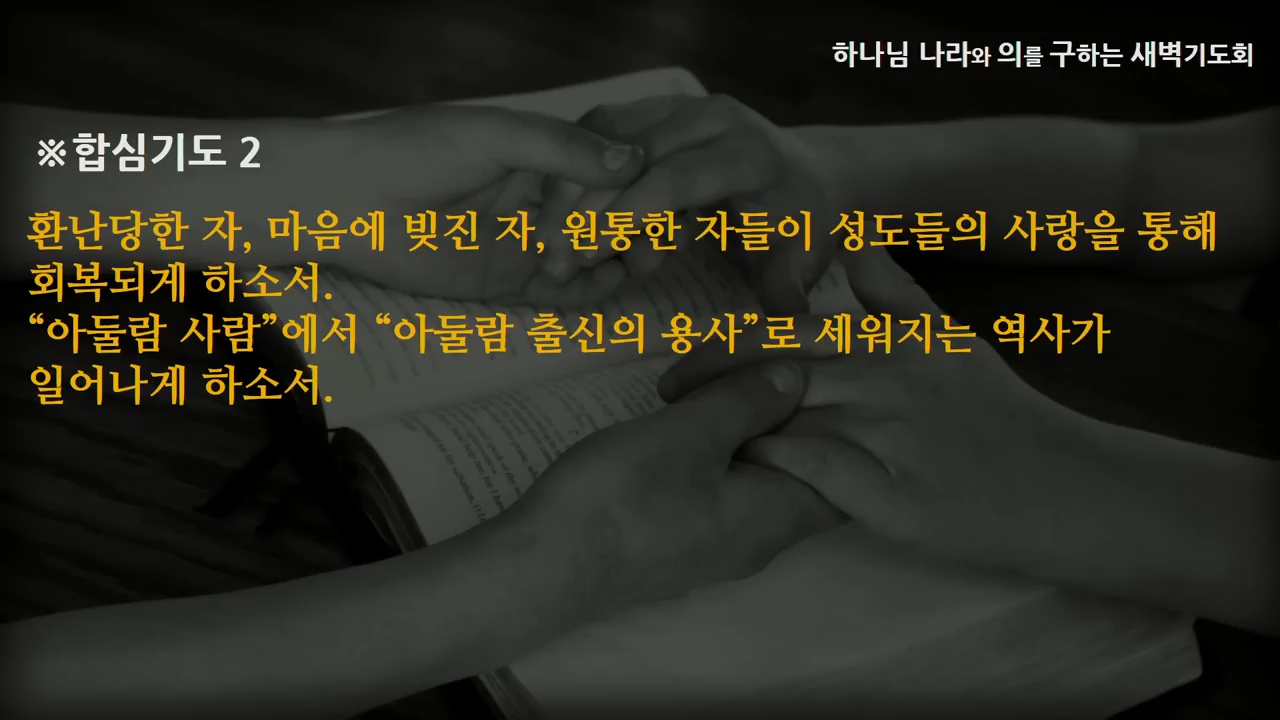 하나님 나라와 의를 구하는 새벽기도회
※합심기도 2
환난당한 자, 마음에 빚진 자, 원통한 자들이 성도들의 사랑을 통해
회복되게 하소서.
“아둘람 사람”에서 “아둘람 출신의 용사”로 세워지는 역사가
일어나게 하소서.